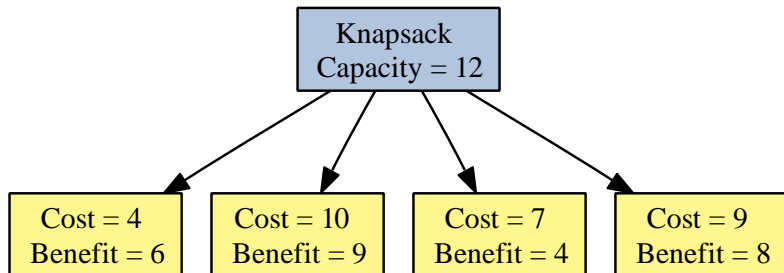 Knapsack
Capacity = 12
Cost = 4
Benefit = 6
Cost = 10
Benefit = 9
Cost = 7
Benefit = 4
Cost = 9
Benefit = 8